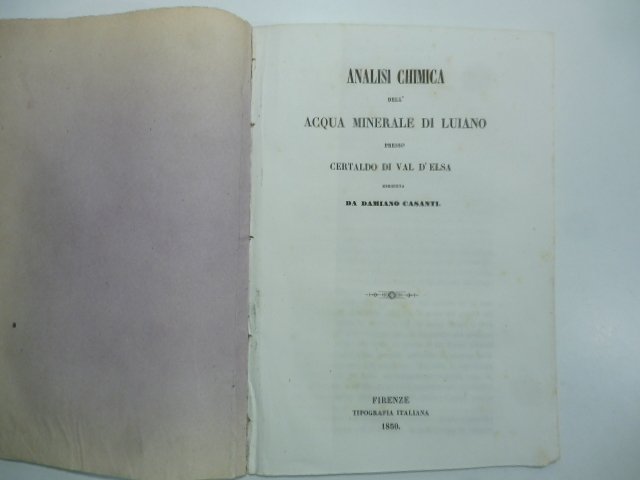 ANALISI CHIMICA
DELL'
ACQUA MINERALE DI LUIANO
PRESSO
CERTALDO DI VAL D'ELSA
ESEGUITA
DA DAMIANO CASANTI.
FIRENZE
TIPOGRAFIA ITALIANA
1850.